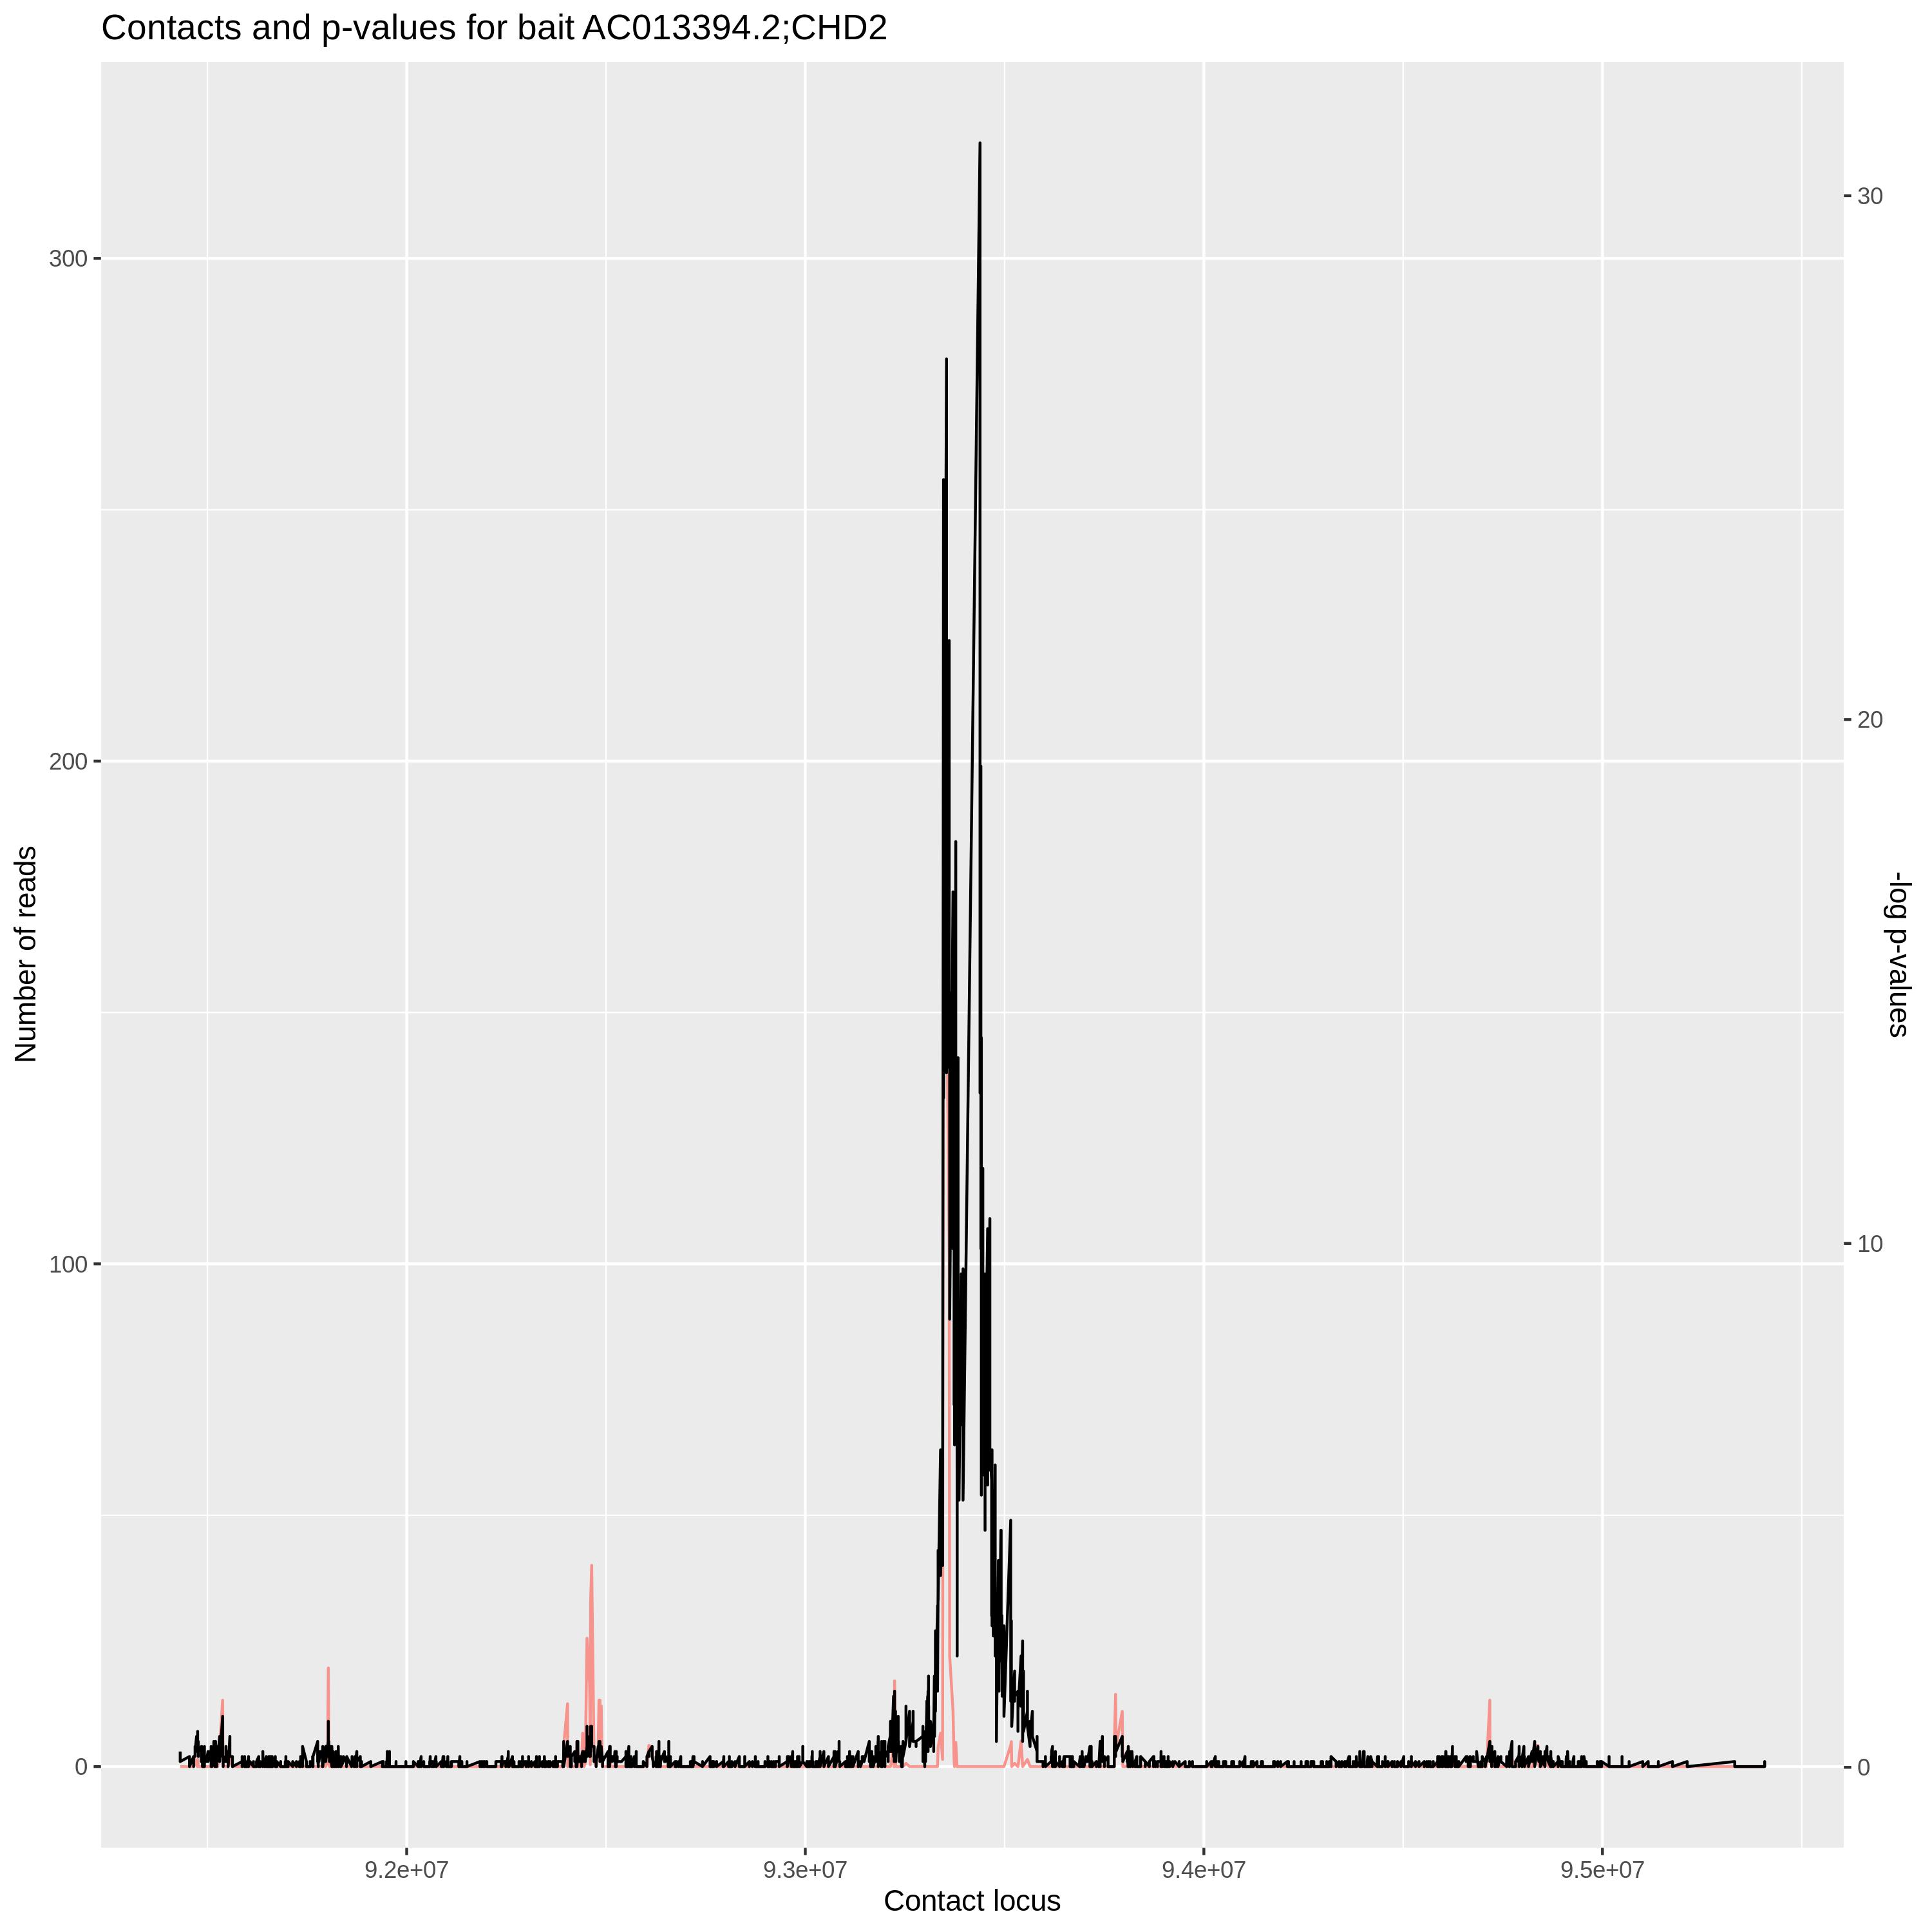 Contacts and p-values for bait AC013394.2;CHD2
300
200
100
0
Number of reads
30
20
10
0
-log p-values
9.2e+07
9.3e+07
9.4e+07
9.5e+07
Contact locus